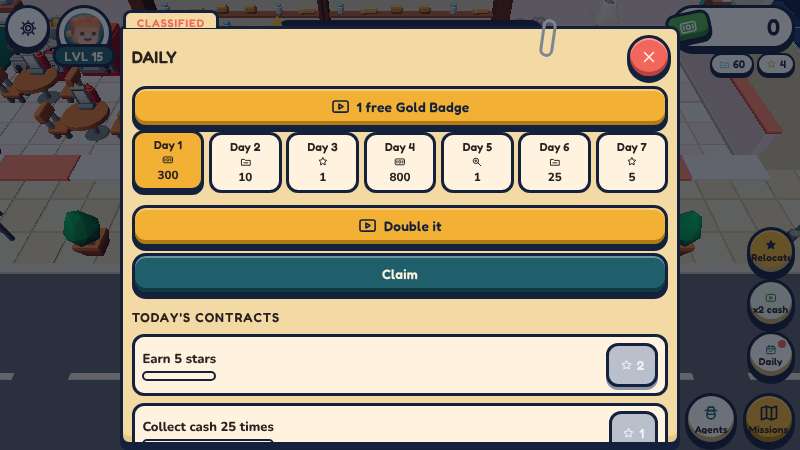 CLASSIFIED
DAILY
LVL 15
0
60
4
1 free Gold Badge
Day 1
300
Day 2
10
Day 3
1
Day 4
800
Day 5
1
Day 6
25
Day 7
5
Double it
Claim
TODAY'S CONTRACTS
Earn 5 stars
2
Collect cash 25 times
1
Relocate
x2 cash
Daily
Agents
Missions